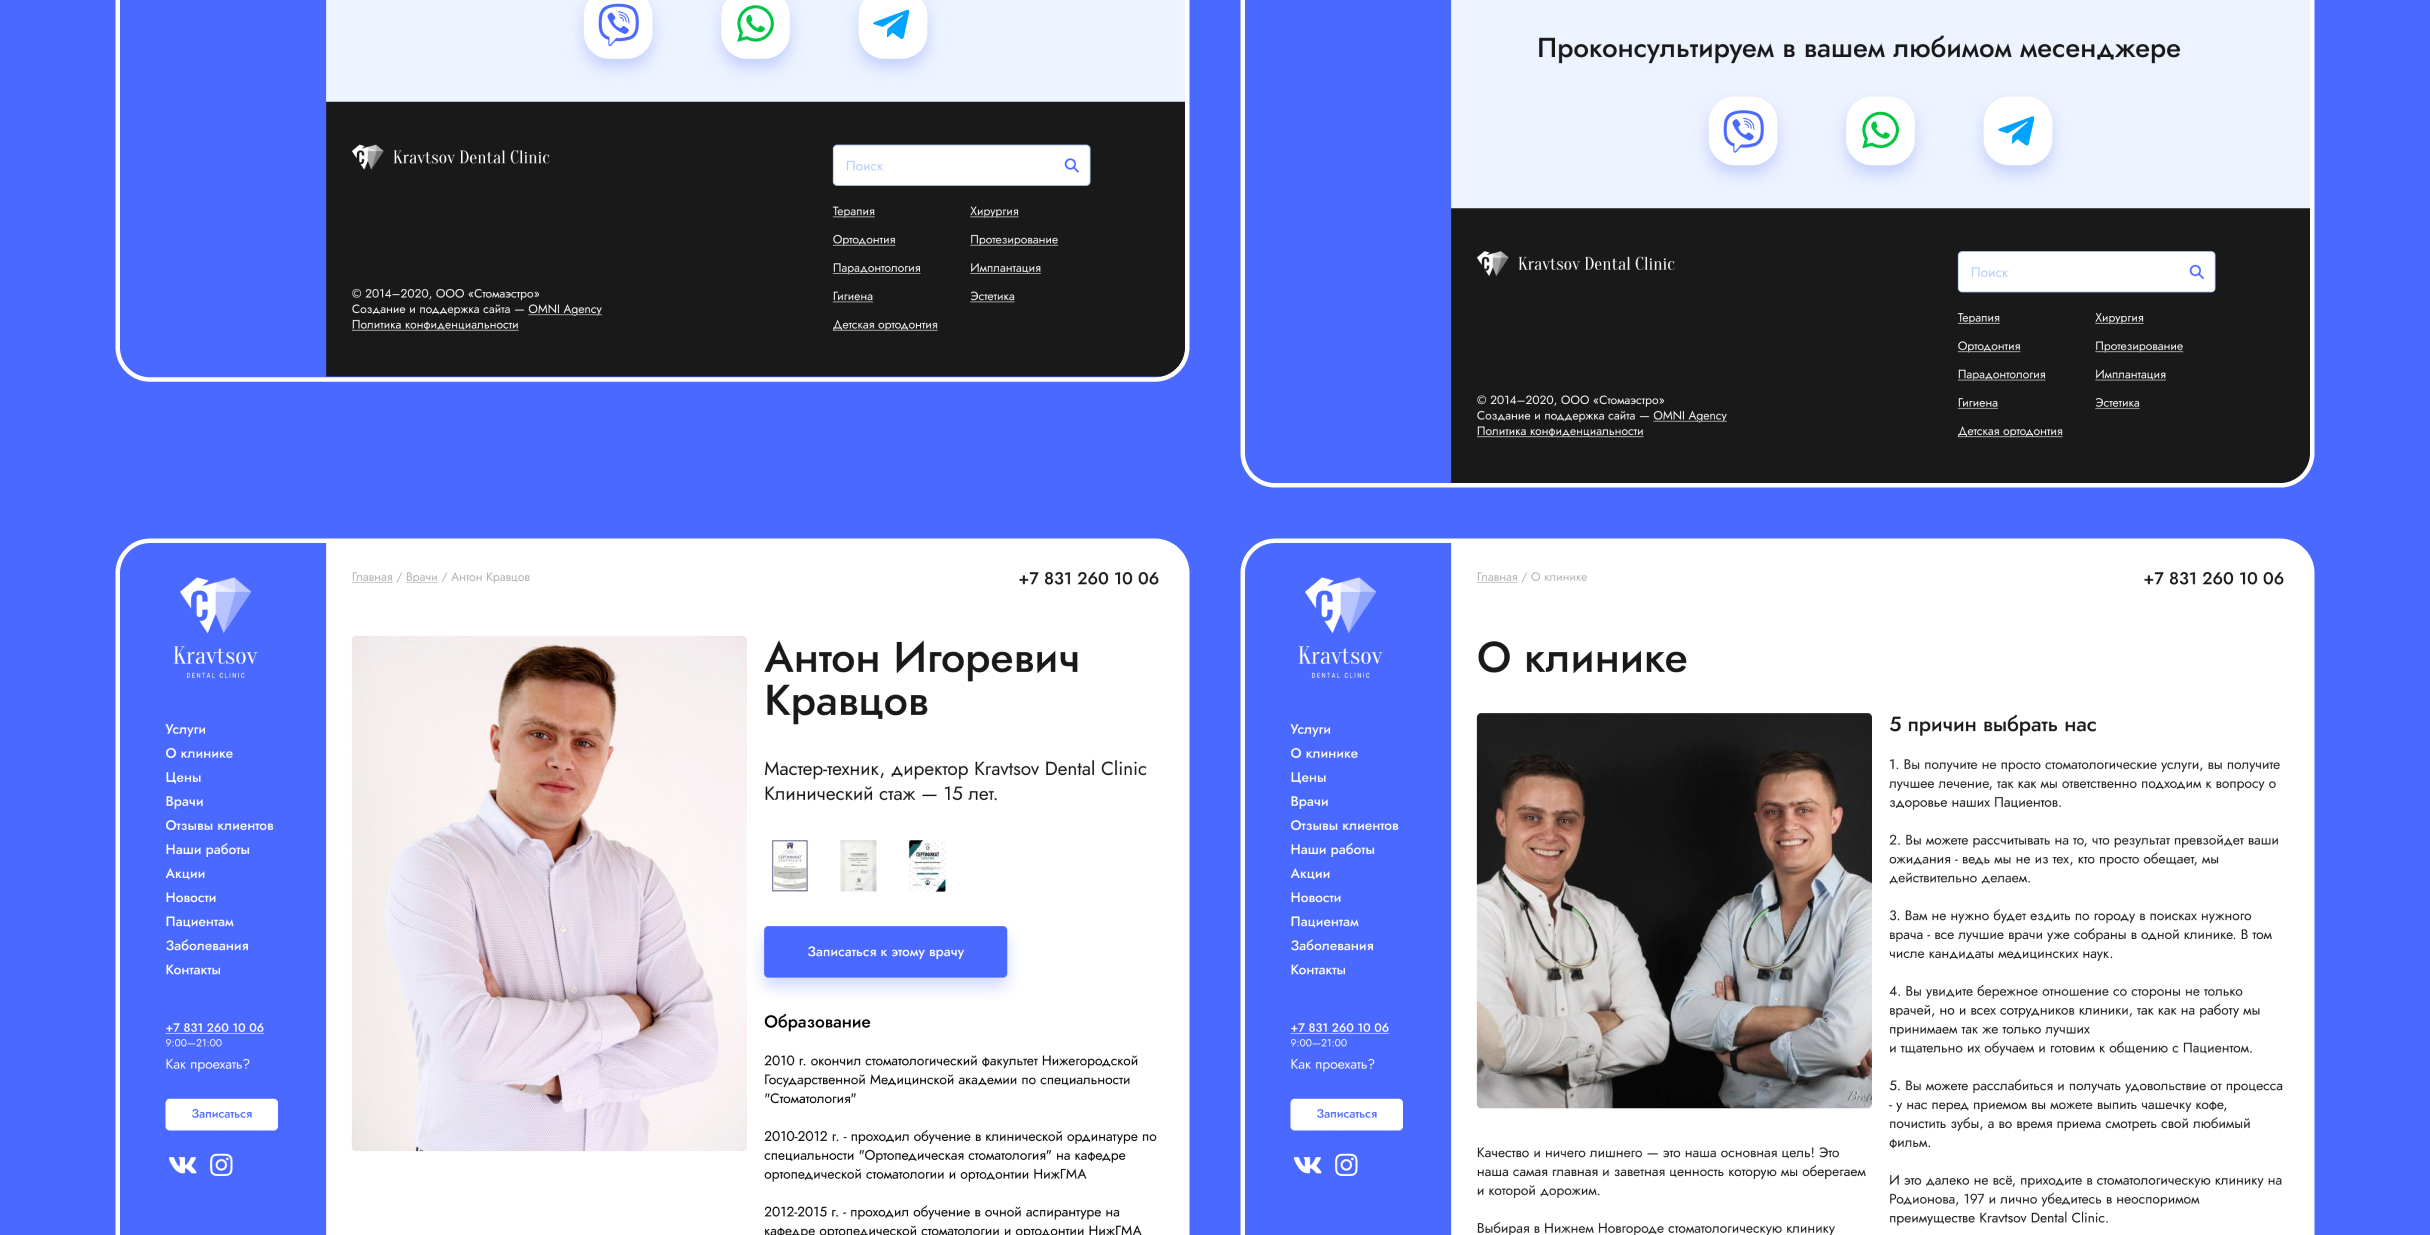 Kravtsov Dental Clinic
Поиск
Терапия
Хирургия
Ортодонтия
Протезирование
Парадонтология
Имплантация
Гигиена
Эстетика
Детская ортодонтия
© 2014–2020, ООО «Стомаэстро»
Создание и поддержка сайта — OMNI Agency
Политика конфиденциальности
Проконсультируем в вашем любимом месенджере
Kravtsov Dental Clinic
Поиск
Терапия
Хирургия
Ортодонтия
Протезирование
Парадонтология
Имплантация
Гигиена
Эстетика
Детская ортодонтия
© 2014–2020, ООО «Стомаэстро»
Создание и поддержка сайта — OMNI Agency
Политика конфиденциальности
Kravtsov
DENTAL CLINIC
Услуги
О клинике
Цены
Врачи
Отзывы клиентов
Наши работы
Акции
Новости
Пациентам
Заболевания
Контакты
+7 831 260 10 06
9:00—21:00
Как проехать?
Записаться
Главная / Врачи / Антон Кравцов
+7 831 260 10 06
Антон Игоревич
Кравцов
Мастер-техник, директор Kravtsov Dental Clinic
Клинический стаж — 15 лет.
СЕРТИФИКАТ
СЕРТИФИКАТ
Записаться к этому врачу
Образование
2010 г. окончил стоматологический факультет Нижегородской
Государственной Медицинской академии по специальности
"Стоматология"
2010-2012 г. - проходил обучение в клинической ординатуре по
специальности "Ортопедическая стоматология" на кафедре
ортопедической стоматологии и ортодонтии НижГМА
2012-2015 г. - проходил обучение в очной аспирантуре на
кафедре ортопедической стоматологии и ортодонтии НижГМА
Kravtsov
DENTAL CLINIC
Услуги
О клинике
Цены
Врачи
Отзывы клиентов
Наши работы
Акции
Новости
Пациентам
Заболевания
Контакты
+7 831 260 10 06
9:00—21:00
Как проехать?
Записаться
Главная / О клинике
+7 831 260 10 06
О клинике
Качество и ничего лишнего — это наша основная цель! Это
наша самая главная и заветная ценность которую мы оберегаем
и которой дорожим.
Выбирая в Нижнем Новгороде стоматологическую клинику
5 причин выбрать нас
1. Вы получите не просто стоматологические услуги, вы получите
лучшее лечение, так как мы ответственно подходим к вопросу о
здоровье наших Пациентов.
2. Вы можете рассчитывать на то, что результат превзойдет ваши
ожидания - ведь мы не из тех, кто просто обещает, мы
действительно делаем.
3. Вам не нужно будет ездить по городу в поисках нужного
врача - все лучшие врачи уже собраны в одной клинике. В том
числе кандидаты медицинских наук.
4. Вы увидите бережное отношение со стороны не только
врачей, но и всех сотрудников клиники, так как на работу мы
принимаем так же только лучших
и тщательно их обучаем и готовим к общению с Пациентом.
5. Вы можете расслабиться и получать удовольствие от процесса
- у нас перед приемом вы можете выпить чашечку кофе,
почистить зубы, а во время приема смотреть свой любимый
фильм.
И это далеко не всё, приходите в стоматологическую клинику на
Родионова, 197 и лично убедитесь в неоспоримом
преимуществе Kravtsov Dental Clinic.